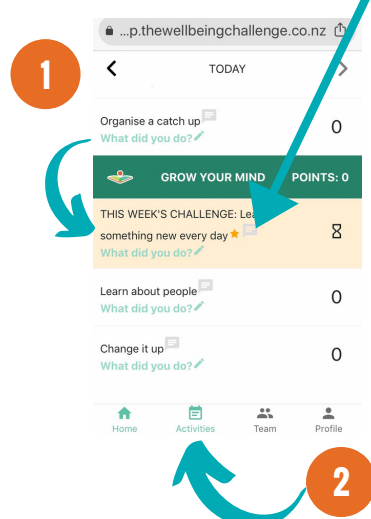 ...p.thewellbeingchallenge.co.nz
1
TODAY
Organise a catch up
What did you do?
0
GROW YOUR MIND POINTS: 0
THIS WEEK'S CHALLENGE:
something new every day
What did you do?
Learn about people
What did you do?
0
Change it up
What did you do?
0
Home Activities Team Profile
2